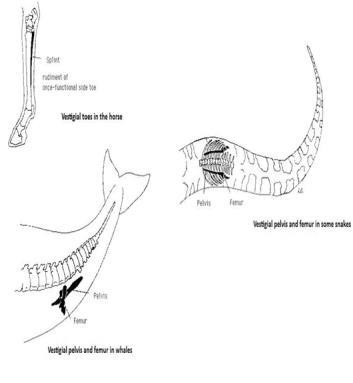 Splint
rudiment of
once-functional side toe
Vestigial toes in the horse
Pelvis
Femur
Vestigial pelvis and femur in some snakes
Pelvis
Femur
Vestigial pelvis and femur in whales